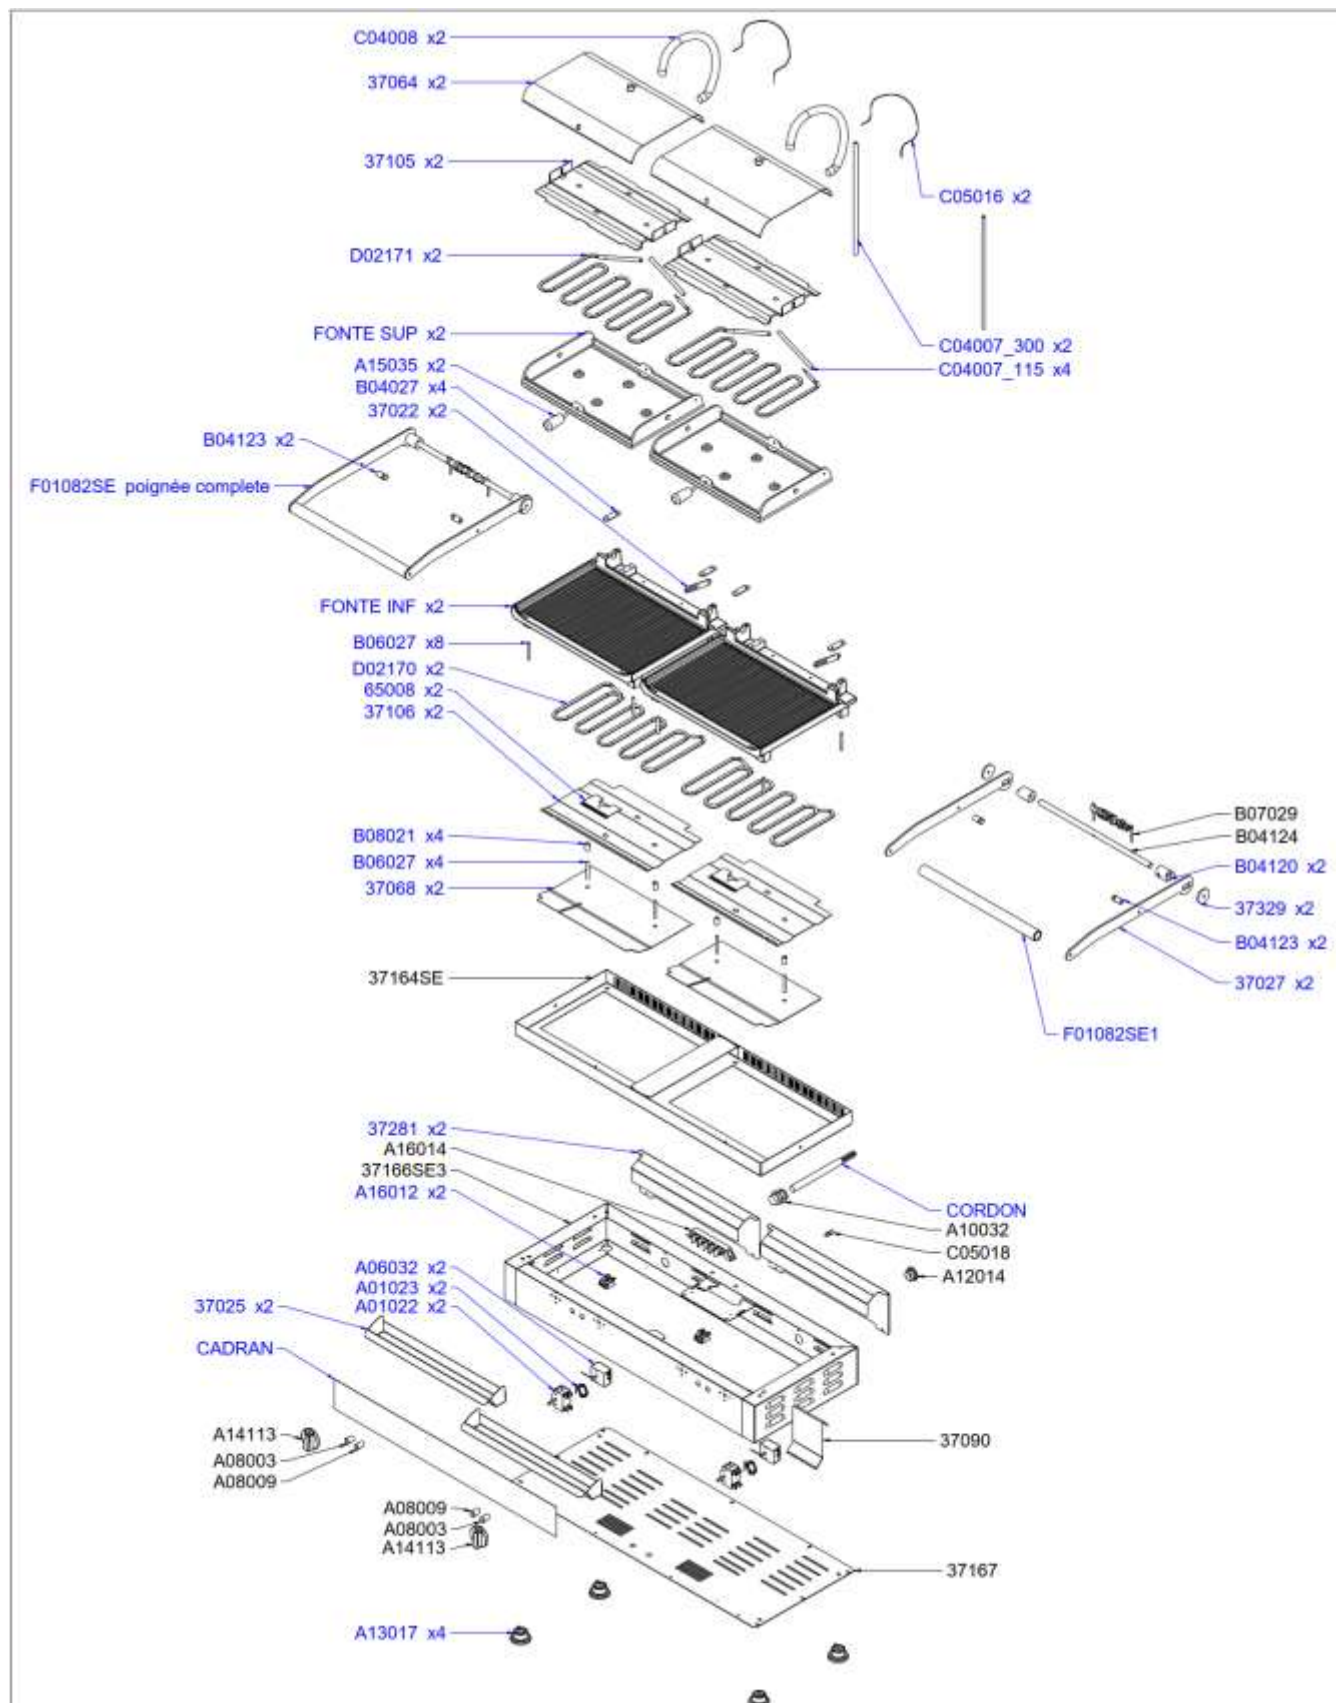 C04008 x2
37064 x2
37105 x2
C05016 x2
D02171 x2
FONTE SUP x2
C04007_300 x2
A15035 x2
C04007_115 x4
B04027 x4
37022 x2
B04123 x2
F01082SE poignée complete
FONTE INF x2
B06027 x8
D02170 x2
65008 x2
37106 x2
B07029
B08021 x4
B04124
B06027 x4
B04120 x2
37068 x2
37329 x2
B04123 x2
37164SE
37027 x2
F01082SE1
37281 x2
A16014
37166SE3
A16012 x2
CORDON
A10032
C05018
A06032 x2
A12014
A01023 x2
37025 x2
A01022 x2
CADRAN
A14113
37090
A08003
A08009
A08009
A08003
A14113
37167
A13017 x4